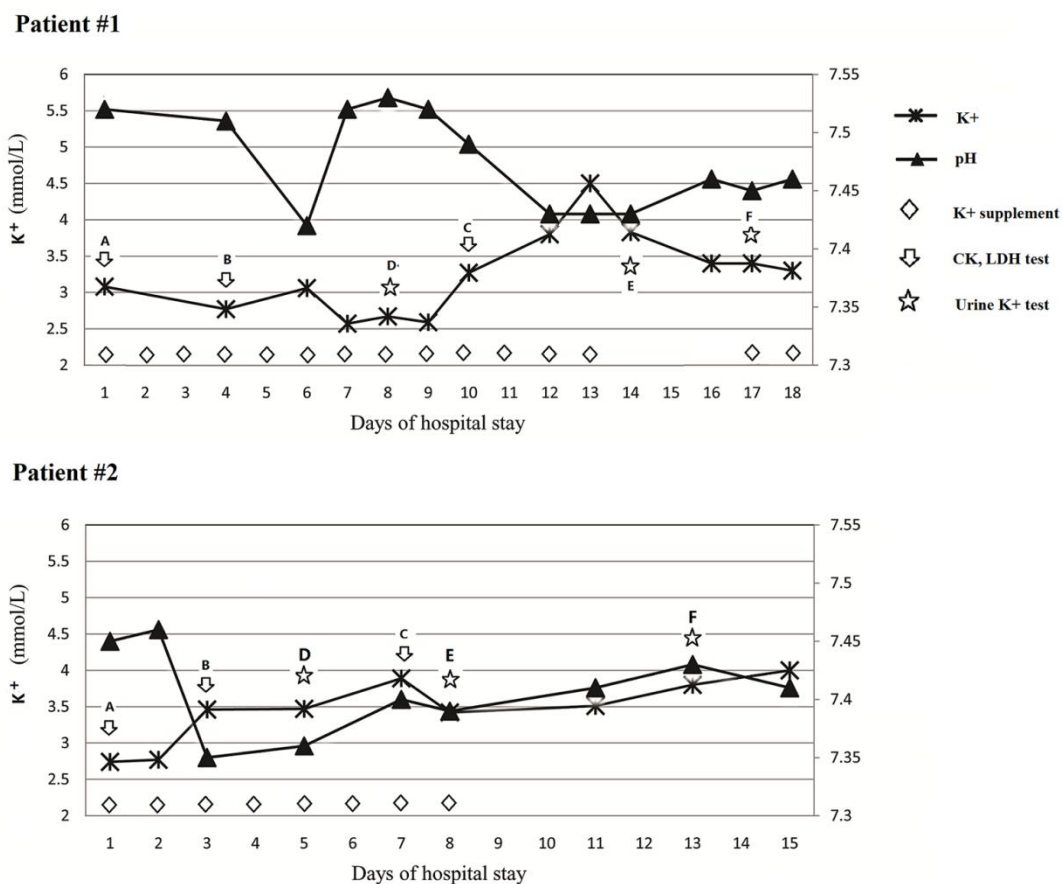 Patient #1
6
5.5
5
4.5
4
3.5
3
2.5
2
K+ (mmol/L)
7.55
7.5
7.45
7.4
7.35
7.3
A
B
C
D
E
F
1 2 3 4 5 6 7 8 9 10 11 12 13 14 15 16 17 18
Days of hospital stay
K+
pH
K+ supplement
CK, LDH test
Urine K+ test
Patient #2
6
5.5
5
4.5
4
3.5
3
2.5
2
K+ (mmol/L)
7.55
7.5
7.45
7.4
7.35
7.3
A
B
D
C
E
F
1 2 3 4 5 6 7 8 9 10 11 12 13 14 15
Days of hospital stay